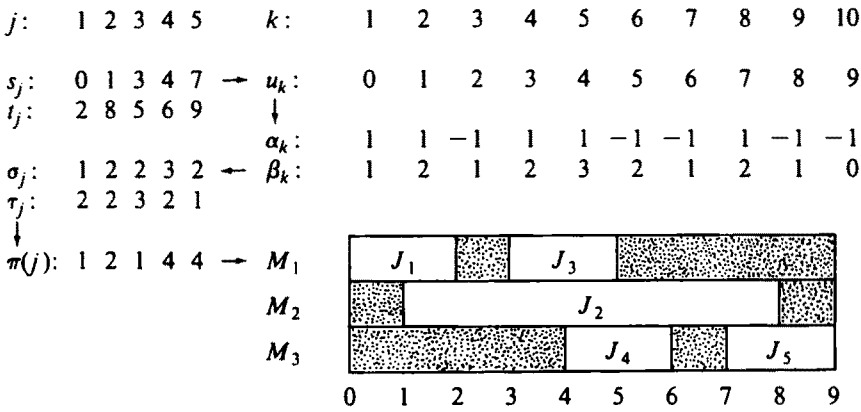 j: 1 2 3 4 5 k: 1 2 3 4 5 6 7 8 9 10
s_j: 0 1 3 4 7 → u_k: 0 1 2 3 4 5 6 7 8 9
t_j: 2 8 5 6 9 ↓
α_k: 1 1 −1 1 1 −1 −1 1 −1 −1
σ_j: 1 2 2 3 2 ← β_k: 1 2 1 2 3 2 1 2 1 0
τ_j: 2 2 3 2 1
↓
π(j): 1 2 1 4 4 → M_1 J_1 J_3
M_2 J_2
M_3 J_4 J_5
0 1 2 3 4 5 6 7 8 9